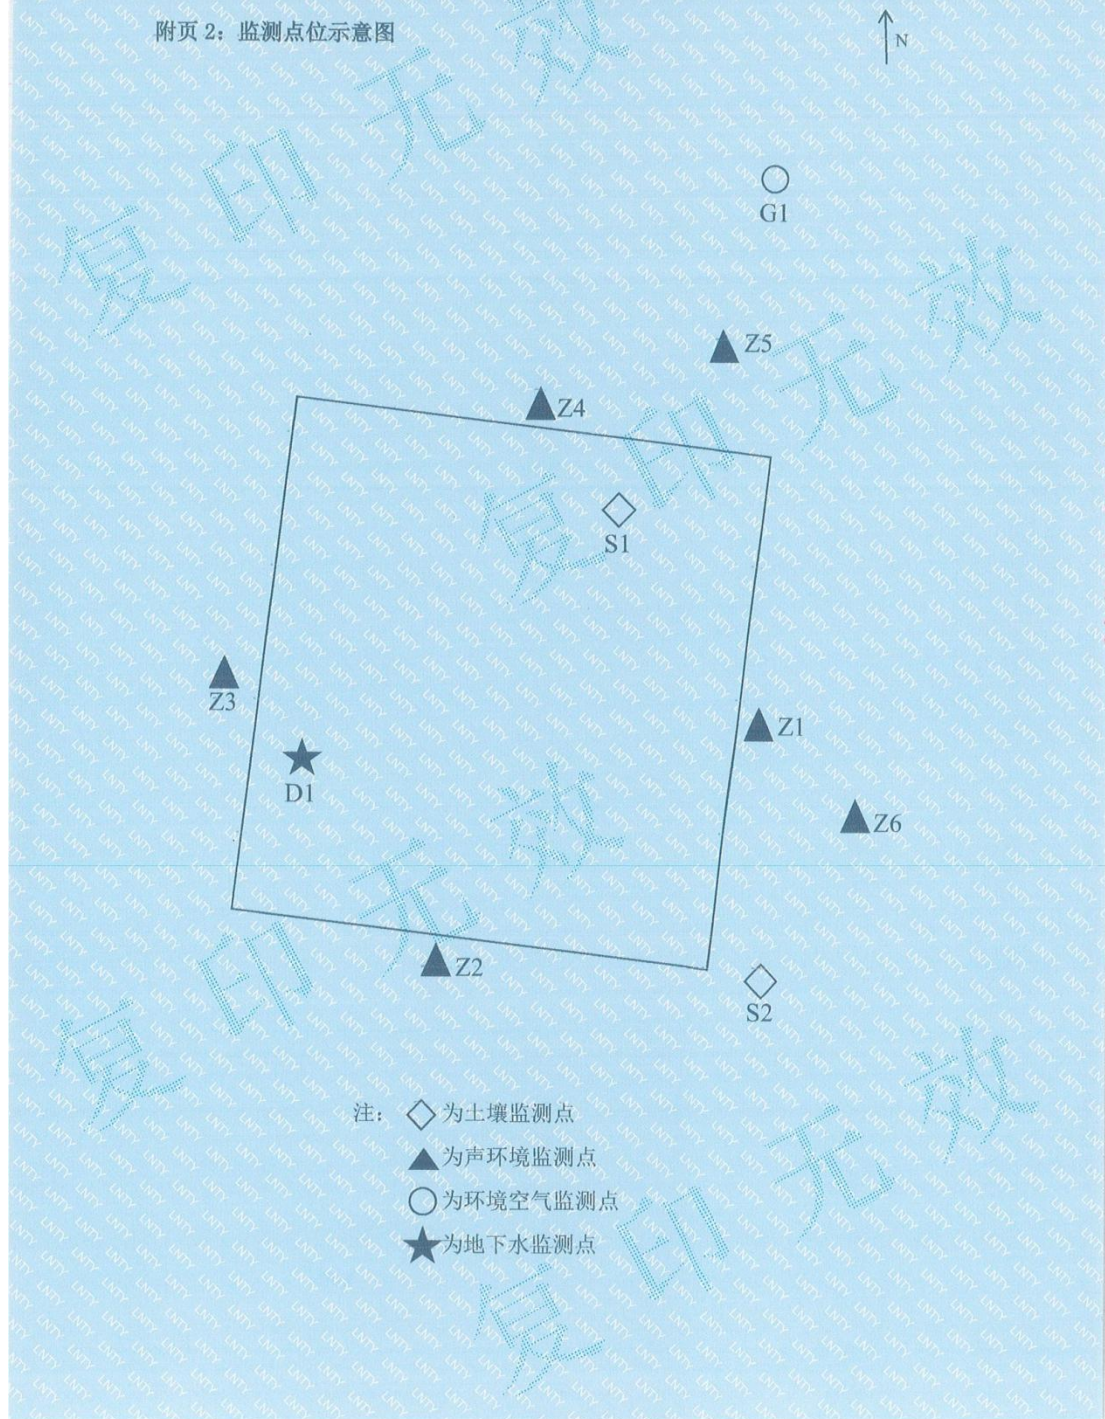 附页 2：监测点位示意图
N
G1
Z5
Z4
S1
Z3
Z1
D1
Z6
Z2
S2
注：◇为土壤监测点
▲为声环境监测点
○为环境空气监测点
★为地下水监测点
复印无效
复印无效
复印无效
复印无效
LNTY